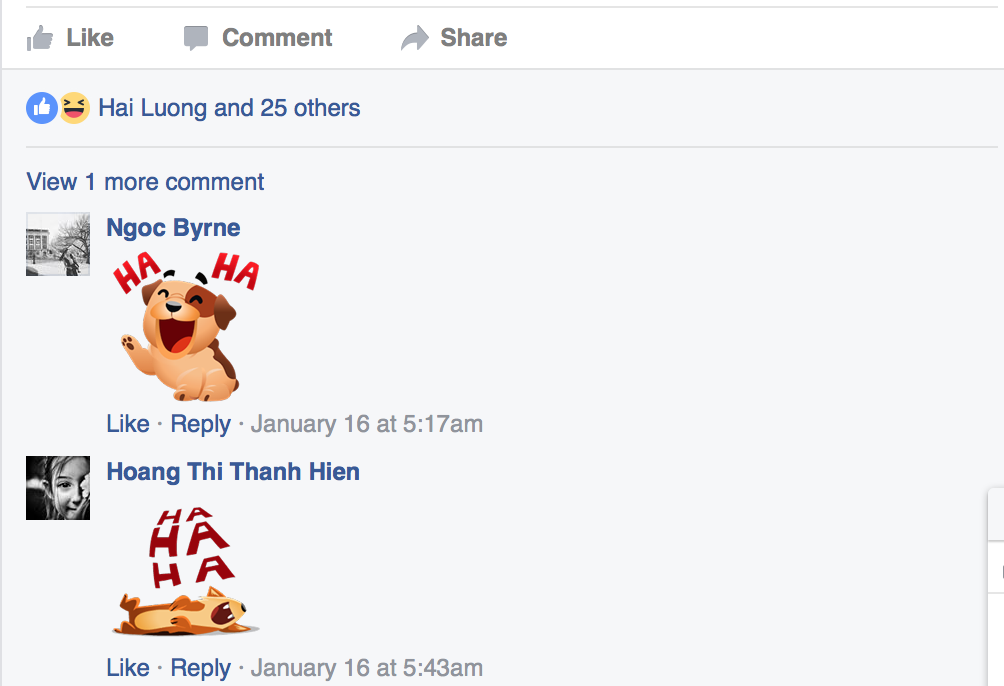 Like Comment Share
Hai Luong and 25 others
View 1 more comment
Ngoc Byrne
HA HA
Like · Reply · January 16 at 5:17am
Hoang Thi Thanh Hien
HA
HA
HA
Like · Reply · January 16 at 5:43am